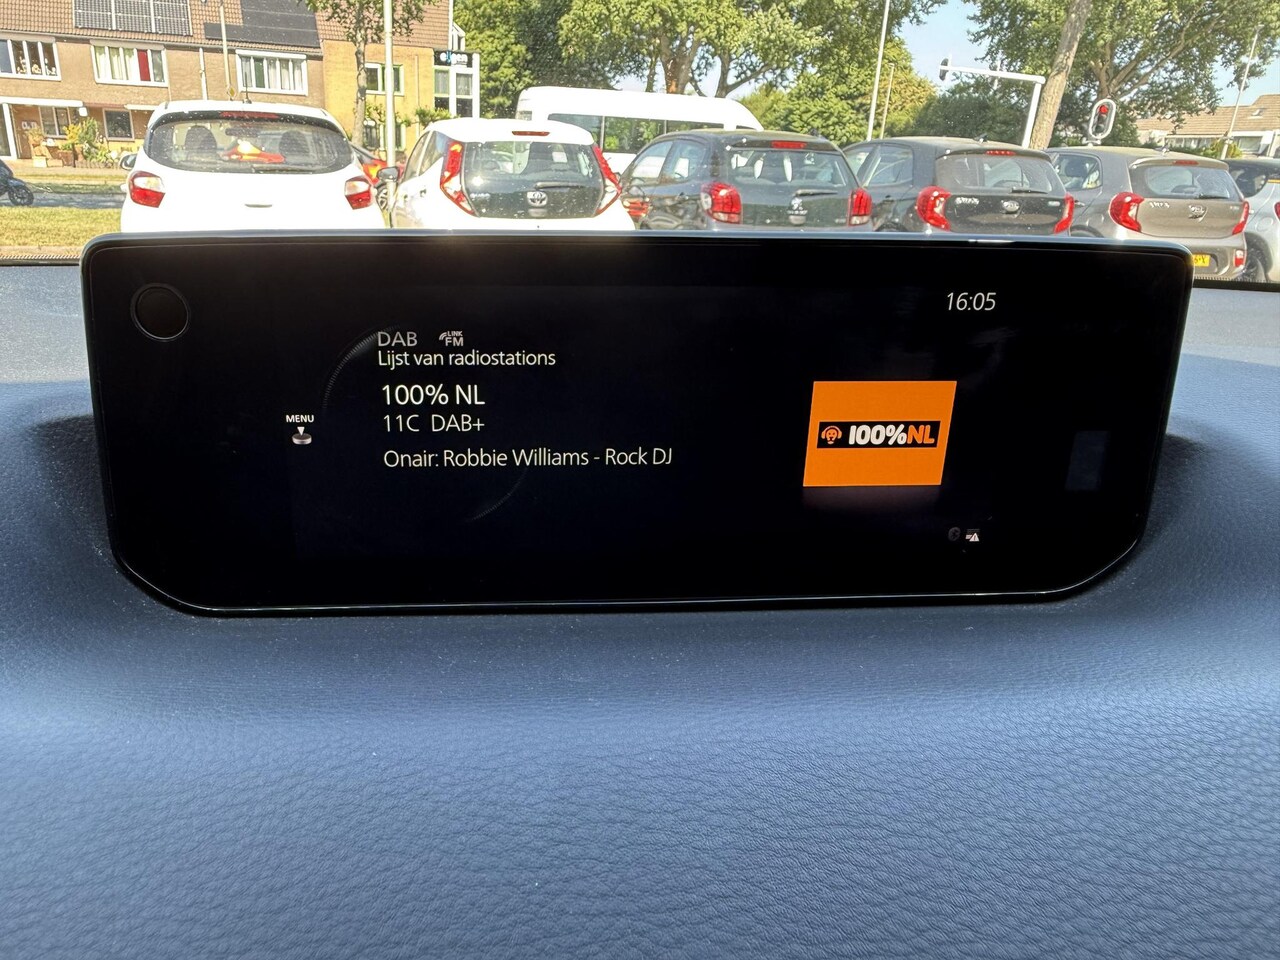 16:05
DAB LINK FM
Lijst van radiostations
100% NL
11C DAB+
Onair: Robbie Williams - Rock DJ
MENU
100%NL